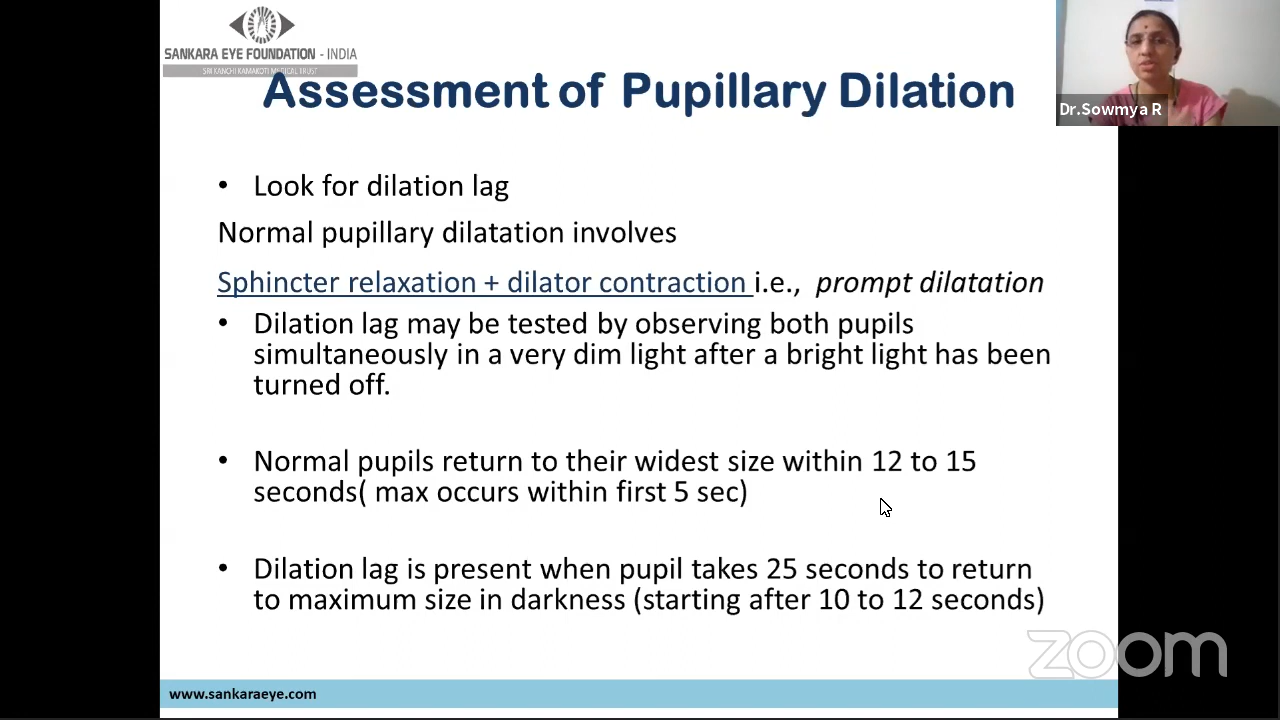 SANKARA EYE FOUNDATION - INDIA
SRI KANCHI KAMAKOTI MEDICAL TRUST
Assessment of Pupillary Dilation
Dr.Sowmya R
• Look for dilation lag
Normal pupillary dilatation involves
Sphincter relaxation + dilator contraction i.e., prompt dilatation
• Dilation lag may be tested by observing both pupils
simultaneously in a very dim light after a bright light has been
turned off.
• Normal pupils return to their widest size within 12 to 15
seconds( max occurs within first 5 sec)
• Dilation lag is present when pupil takes 25 seconds to return
to maximum size in darkness (starting after 10 to 12 seconds)
zoom
www.sankaraeye.com